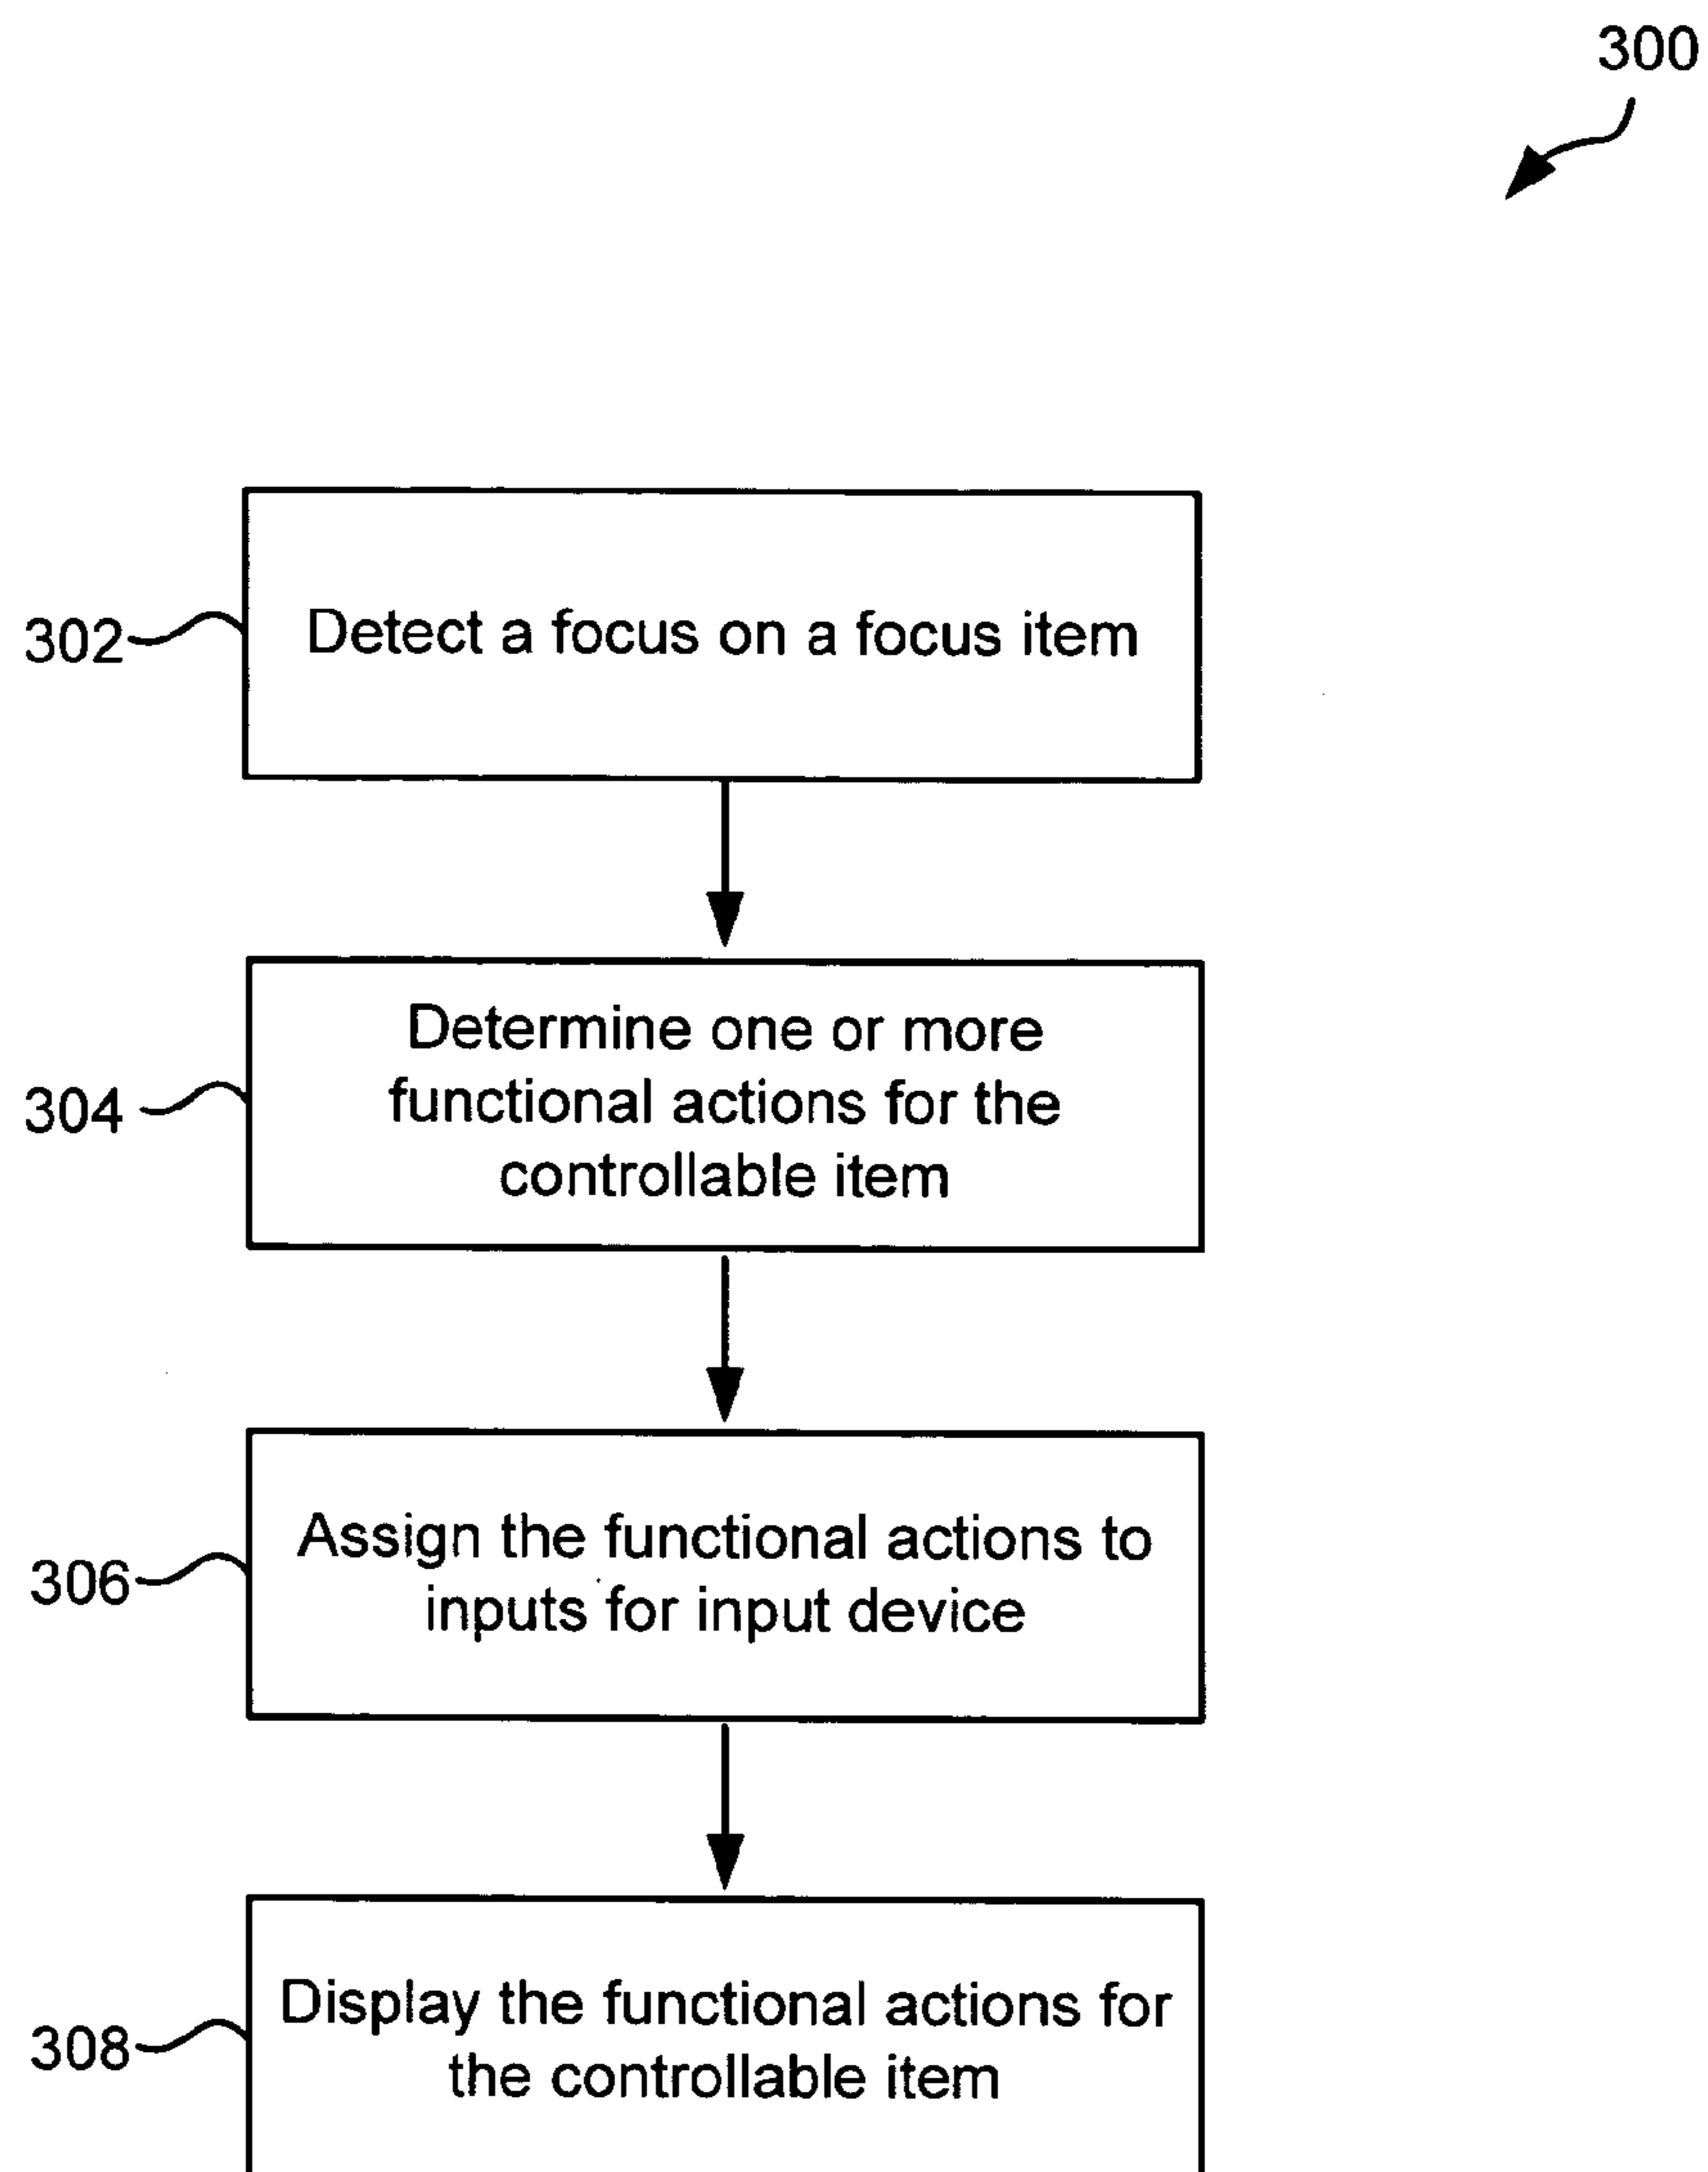 300
302
Detect a focus on a focus item
304
Determine one or more
functional actions for the
controllable item
306
Assign the functional actions to
inputs for input device
308
Display the functional actions for
the controllable item